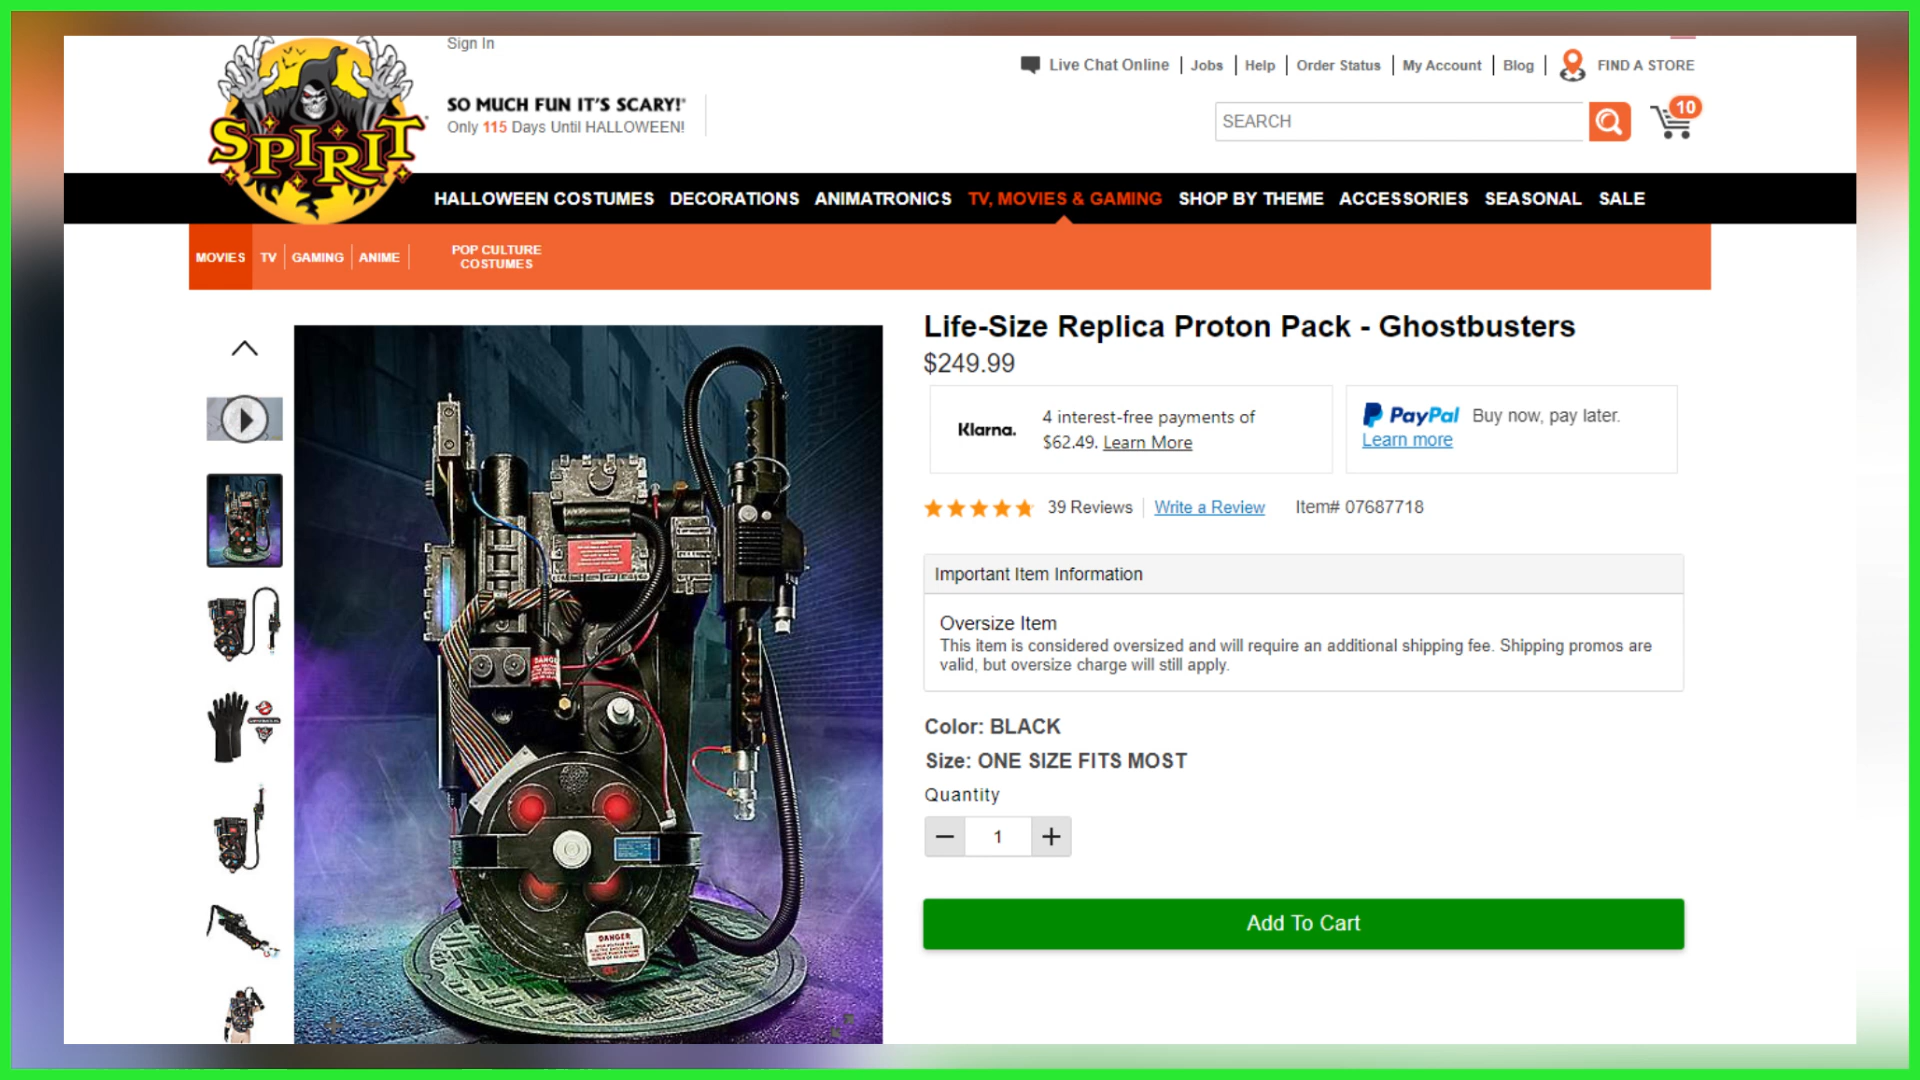 Sign In
SPIRIT
SO MUCH FUN IT'S SCARY!®
Only 115 Days Until HALLOWEEN!
Live Chat Online
Jobs
Help
Order Status
My Account
Blog
FIND A STORE
SEARCH
10
HALLOWEEN COSTUMES
DECORATIONS
ANIMATRONICS
TV, MOVIES & GAMING
SHOP BY THEME
ACCESSORIES
SEASONAL
SALE
MOVIES
TV
GAMING
ANIME
POP CULTURE
COSTUMES
Life-Size Replica Proton Pack - Ghostbusters
$249.99
Klarna.
4 interest-free payments of
$62.49. Learn More
PayPal Buy now, pay later.
Learn more
39 Reviews
Write a Review
Item# 07687718
Important Item Information
Oversize Item
This item is considered oversized and will require an additional shipping fee. Shipping promos are
valid, but oversize charge will still apply.
Color: BLACK
Size: ONE SIZE FITS MOST
Quantity
1
Add To Cart
DANGER
DANGER